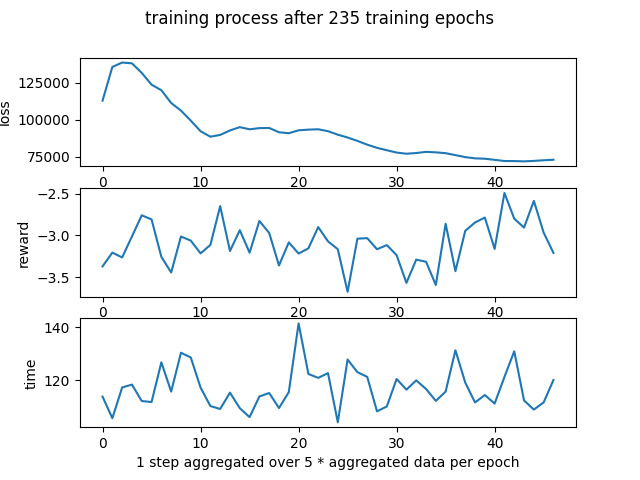 training process after 235 training epochs
125000
100000
75000
loss
0 10 20 30 40
−2.5
−3.0
−3.5
reward
0 10 20 30 40
140
120
time
0 10 20 30 40
1 step aggregated over 5 * aggregated data per epoch